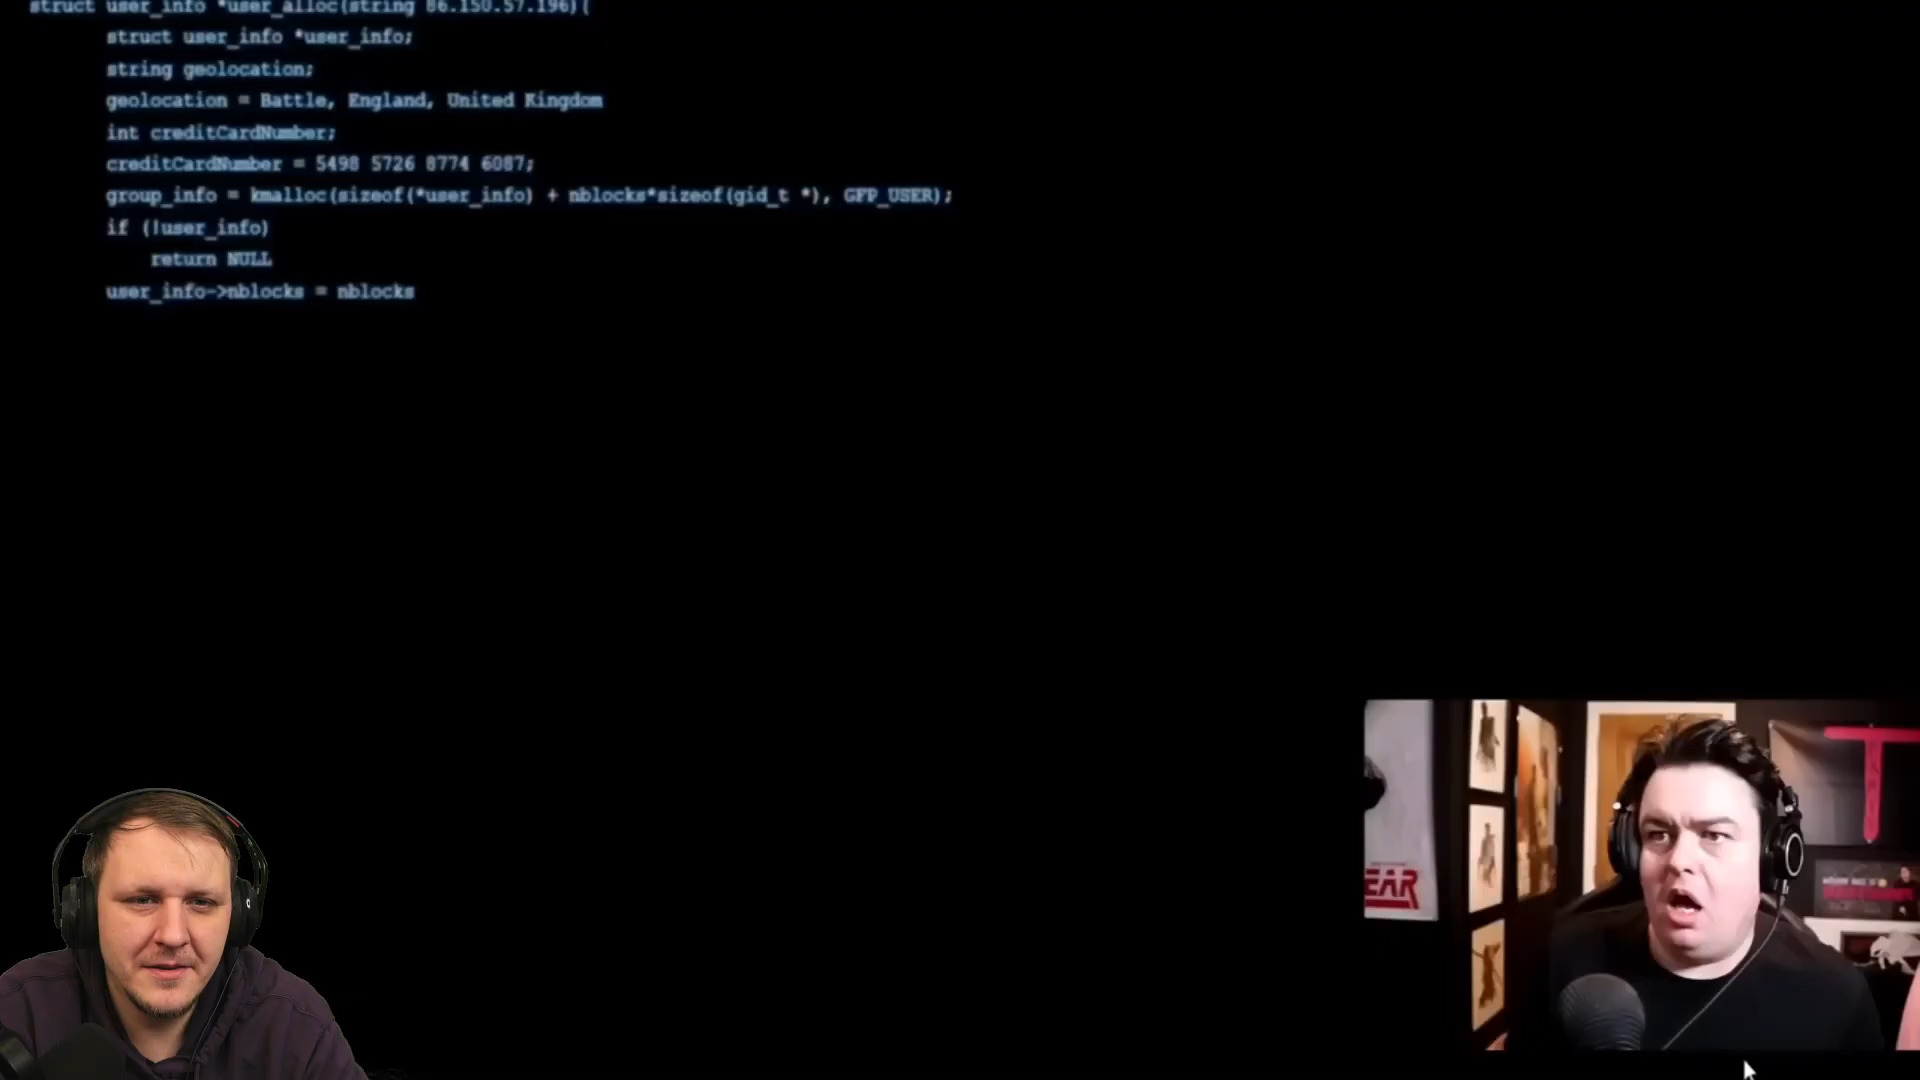 struct user_info *user_alloc(string 86.150.57.196){
struct user_info *user_info;
string geolocation;
geolocation = Battle, England, United Kingdom
int creditCardNumber;
creditCardNumber = 5498 5726 8774 6087;
group_info = kmalloc(sizeof(*user_info) + nblocks*sizeof(gid_t *), GFP_USER);
if (!user_info)
return NULL
user_info->nblocks = nblocks
T
EAR